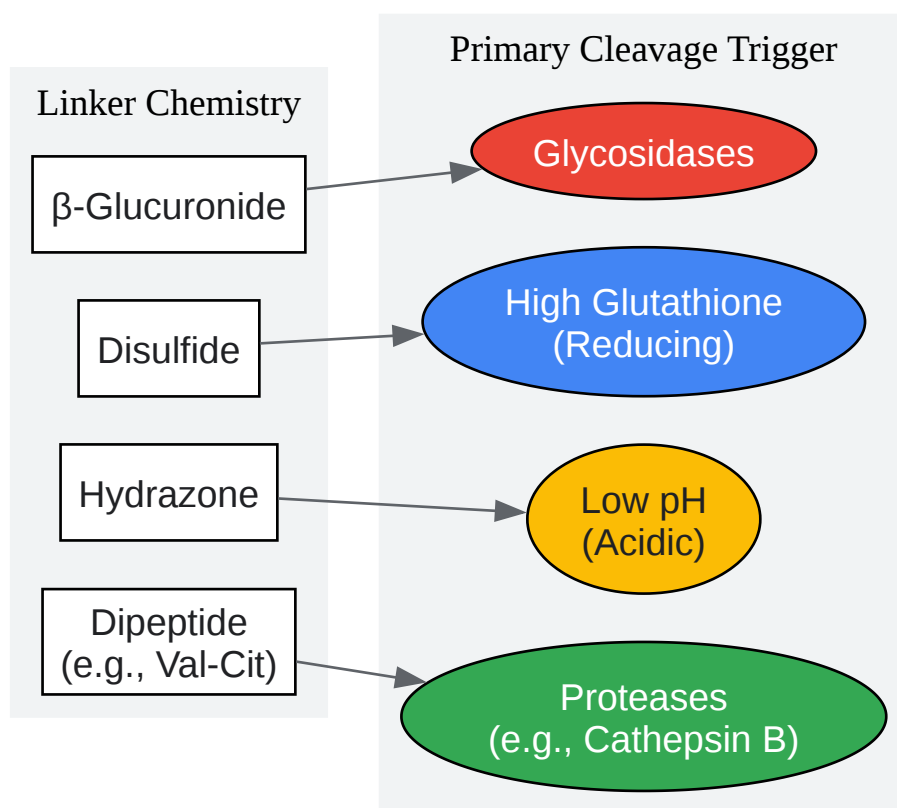 Primary Cleavage Trigger
Linker Chemistry
β-Glucuronide
Glycosidases
Disulfide
High Glutathione
(Reducing)
Hydrazone
Low pH
(Acidic)
Dipeptide
(e.g., Val-Cit)
Proteases
(e.g., Cathepsin B)